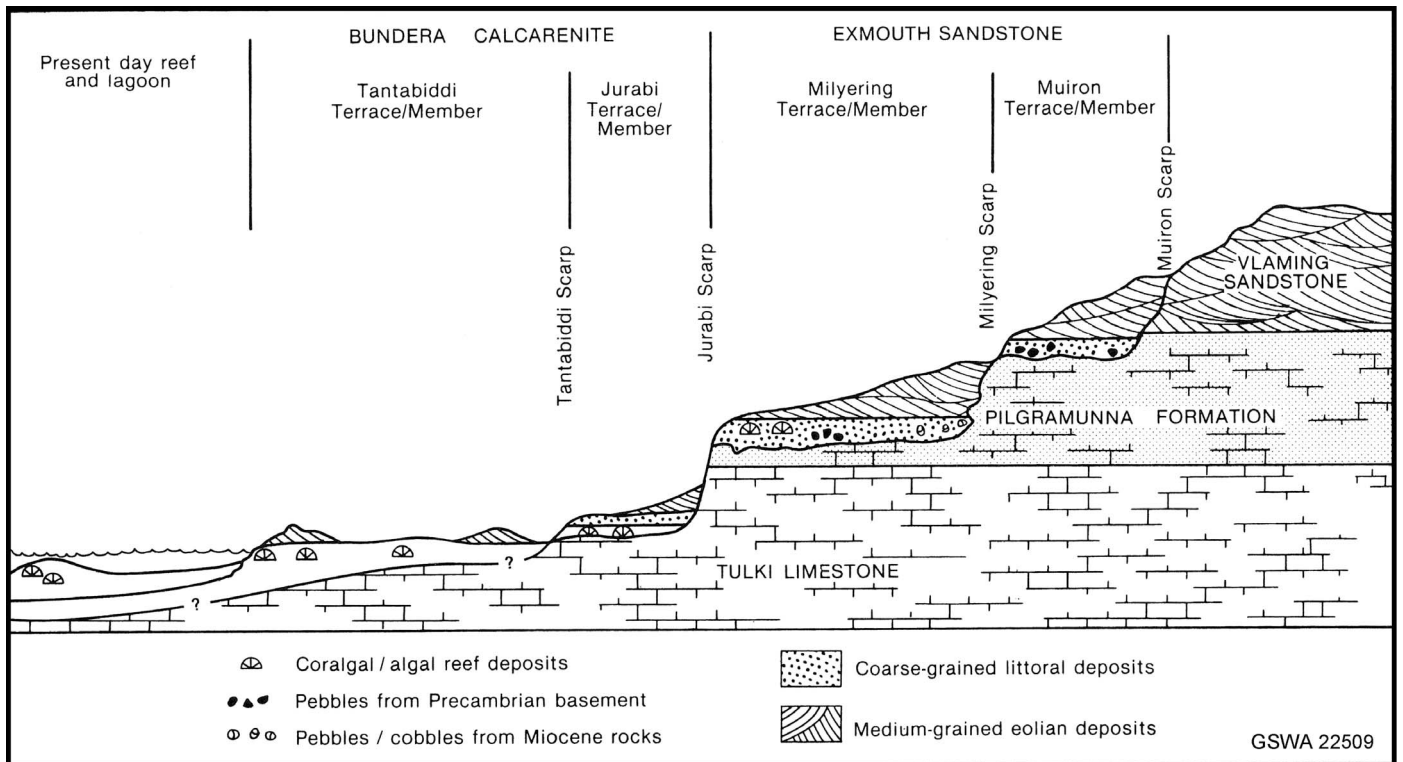 BUNDERA CALCARENITE
EXMOUTH SANDSTONE
Present day reef
and lagoon
Tantabiddi
Terrace/Member
Jurabi
Terrace/
Member
Milyering
Terrace/Member
Muiron
Terrace/Member
Tantabiddi Scarp
Jurabi Scarp
Milyering Scarp
Muiron Scarp
VLAMING
SANDSTONE
PILGRAMUNNA FORMATION
TULKI LIMESTONE
?
?
Coralgal / algal reef deposits
Pebbles from Precambrian basement
Pebbles / cobbles from Miocene rocks
Coarse-grained littoral deposits
Medium-grained eolian deposits
GSWA 22509